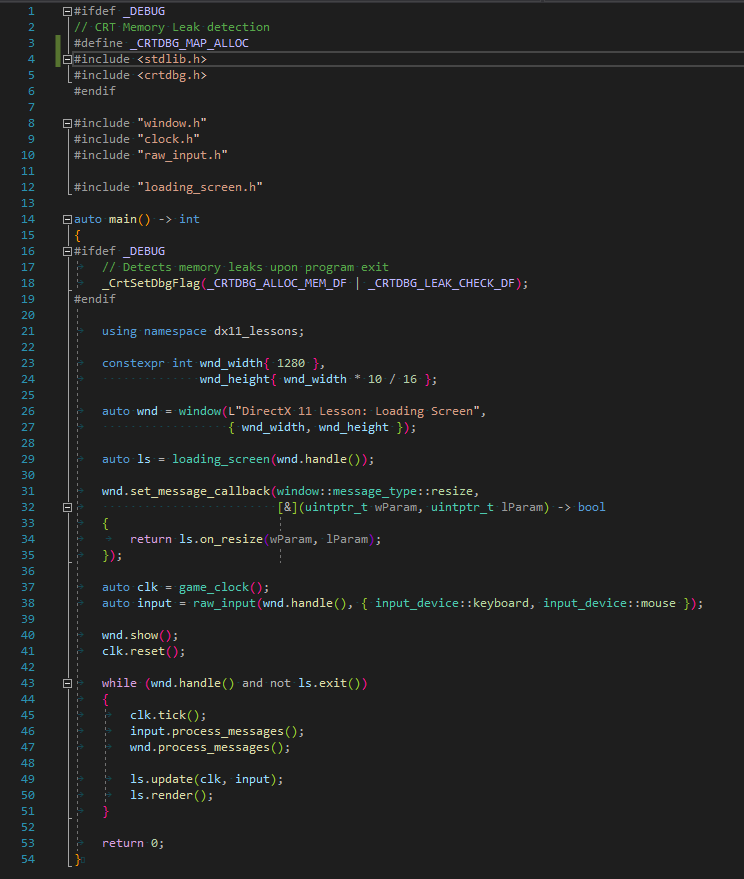 1 #ifdef _DEBUG
2 // CRT Memory Leak detection
3 #define _CRTDBG_MAP_ALLOC
4 #include <stdlib.h>
5 #include <crtdbg.h>
6 #endif
7
8 #include "window.h"
9 #include "clock.h"
10 #include "raw_input.h"
11
12 #include "loading_screen.h"
13
14 auto main() -> int
15 {
16 #ifdef _DEBUG
17     // Detects memory leaks upon program exit
18     _CrtSetDbgFlag(_CRTDBG_ALLOC_MEM_DF | _CRTDBG_LEAK_CHECK_DF);
19 #endif
20
21     using namespace dx11_lessons;
22
23     constexpr int wnd_width{ 1280 },
24                   wnd_height{ wnd_width * 10 / 16 };
25
26     auto wnd = window(L"DirectX 11 Lesson: Loading Screen",
27                       { wnd_width, wnd_height });
28
29     auto ls = loading_screen(wnd.handle());
30
31     wnd.set_message_callback(window::message_type::resize,
32                              [&](uintptr_t wParam, uintptr_t lParam) -> bool
33     {
34         return ls.on_resize(wParam, lParam);
35     });
36
37     auto clk = game_clock();
38     auto input = raw_input(wnd.handle(), { input_device::keyboard, input_device::mouse });
39
40     wnd.show();
41     clk.reset();
42
43     while (wnd.handle() and not ls.exit())
44     {
45         clk.tick();
46         input.process_messages();
47         wnd.process_messages();
48
49         ls.update(clk, input);
50         ls.render();
51     }
52
53     return 0;
54 }